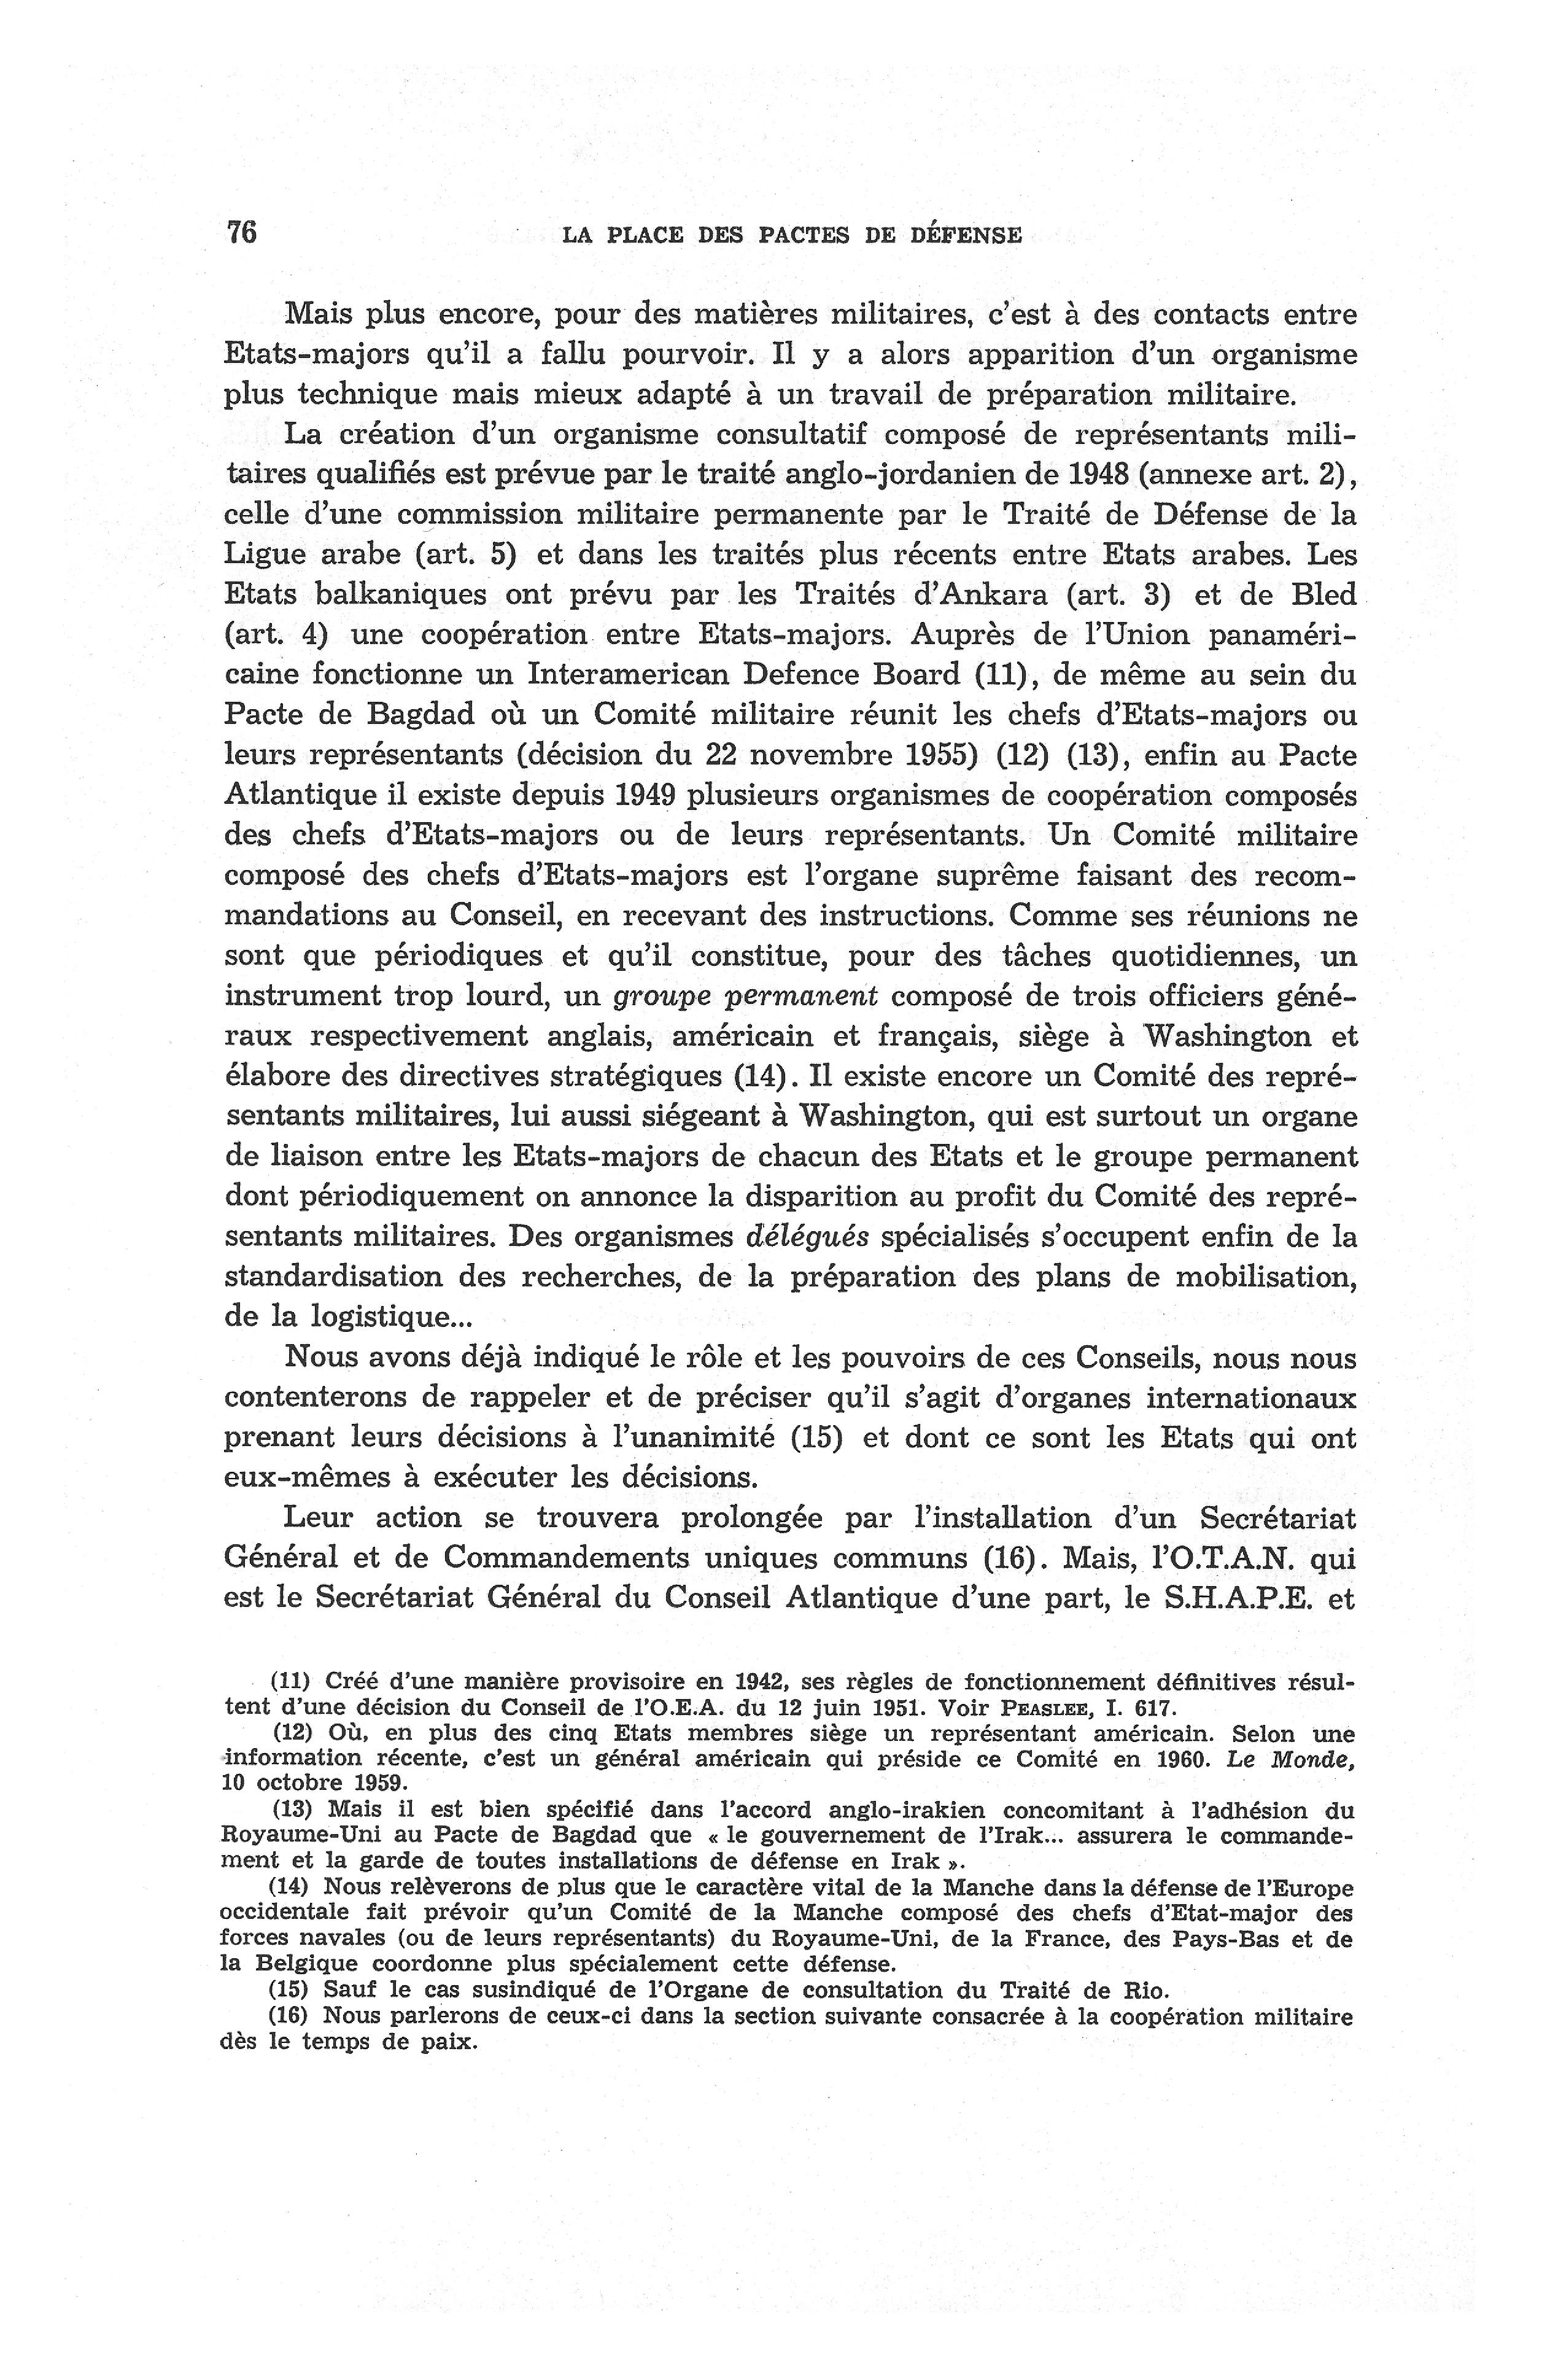 76 LA PLACE DES PACTES DE DÉFENSE
Mais plus encore, pour des matières militaires, c'est à des contacts entre
Etats-majors qu'il a fallu pourvoir. Il y a alors apparition d'un organisme
plus technique mais mieux adapté à un travail de préparation militaire.
La création d'un organisme consultatif composé de représentants mili-
taires qualifiés est prévue par le traité anglo-jordanien de 1948 (annexe art. 2),
celle d'une commission militaire permanente par le Traité de Défense de la
Ligue arabe (art. 5) et dans les traités plus récents entre Etats arabes. Les
Etats balkaniques ont prévu par les Traités d'Ankara (art. 3) et de Bled
(art. 4) une coopération entre Etats-majors. Auprès de l'Union panaméri-
caine fonctionne un Interamerican Defence Board (11), de même au sein du
Pacte de Bagdad où un Comité militaire réunit les chefs d'Etats-majors ou
leurs représentants (décision du 22 novembre 1955) (12) (13), enfin au Pacte
Atlantique il existe depuis 1949 plusieurs organismes de coopération composés
des chefs d'Etats-majors ou de leurs représentants. Un Comité militaire
composé des chefs d'Etats-majors est l'organe suprême faisant des recom-
mandations au Conseil, en recevant des instructions. Comme ses réunions ne
sont que périodiques et qu'il constitue, pour des tâches quotidiennes, un
instrument trop lourd, un groupe permanent composé de trois officiers géné-
raux respectivement anglais, américain et français, siège à Washington et
élabore des directives stratégiques (14). Il existe encore un Comité des repré-
sentants militaires, lui aussi siégeant à Washington, qui est surtout un organe
de liaison entre les Etats-majors de chacun des Etats et le groupe permanent
dont périodiquement on annonce la disparition au profit du Comité des repré-
sentants militaires. Des organismes délégués spécialisés s'occupent enfin de la
standardisation des recherches, de la préparation des plans de mobilisation,
de la logistique...
Nous avons déjà indiqué le rôle et les pouvoirs de ces Conseils, nous nous
contenterons de rappeler et de préciser qu'il s'agit d'organes internationaux
prenant leurs décisions à l'unanimité (15) et dont ce sont les Etats qui ont
eux-mêmes à exécuter les décisions.
Leur action se trouvera prolongée par l'installation d'un Secrétariat
Général et de Commandements uniques communs (16). Mais, l'O.T.A.N. qui
est le Secrétariat Général du Conseil Atlantique d'une part, le S.H.A.P.E. et
(11) Créé d'une manière provisoire en 1942, ses règles de fonctionnement définitives résul-
tent d'une décision du Conseil de l'O.E.A. du 12 juin 1951. Voir PEASLEE, I. 617.
(12) Où, en plus des cinq Etats membres siège un représentant américain. Selon une
information récente, c'est un général américain qui préside ce Comité en 1960. Le Monde,
10 octobre 1959.
(13) Mais il est bien spécifié dans l'accord anglo-irakien concomitant à l'adhésion du
Royaume-Uni au Pacte de Bagdad que « le gouvernement de l'Irak... assurera le commande-
ment et la garde de toutes installations de défense en Irak ».
(14) Nous relèverons de plus que le caractère vital de la Manche dans la défense de l'Europe
occidentale fait prévoir qu'un Comité de la Manche composé des chefs d'Etat-major des
forces navales (ou de leurs représentants) du Royaume-Uni, de la France, des Pays-Bas et de
la Belgique coordonne plus spécialement cette défense.
(15) Sauf le cas susindiqué de l'Organe de consultation du Traité de Rio.
(16) Nous parlerons de ceux-ci dans la section suivante consacrée à la coopération militaire
dès le temps de paix.